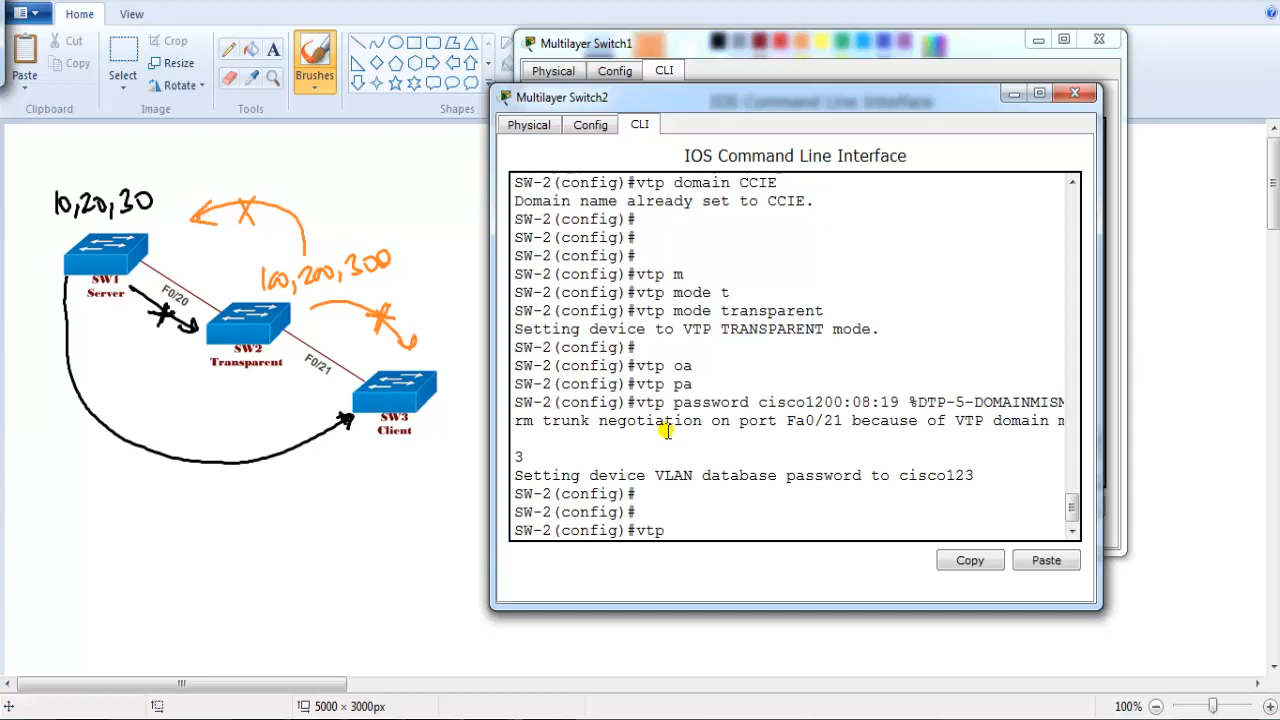 Home
View
Paste
Cut
Copy
Clipboard
Select
Crop
Resize
Rotate
Image
Tools
Brushes
Shapes
Multilayer Switch1
Physical
Config
CLI
IOS Command Line Interface
Multilayer Switch2
Physical
Config
CLI
IOS Command Line Interface
SW-2(config)#vtp domain CCIE
Domain name already set to CCIE.
SW-2(config)#
SW-2(config)#
SW-2(config)#
SW-2(config)#vtp m
SW-2(config)#vtp mode t
SW-2(config)#vtp mode transparent
Setting device to VTP TRANSPARENT mode.
SW-2(config)#
SW-2(config)#vtp oa
SW-2(config)#vtp pa
SW-2(config)#vtp password cisco1200:08:19 %DTP-5-DOMAINMISM
rm trunk negotiation on port Fa0/21 because of VTP domain m
3
Setting device VLAN database password to cisco123
SW-2(config)#
SW-2(config)#
SW-2(config)#vtp
Copy
Paste
10,20,30
SW1
Server
F0/20
100,200,300
SW2
Transparent
F0/21
SW3
Client
5000 × 3000px
100%